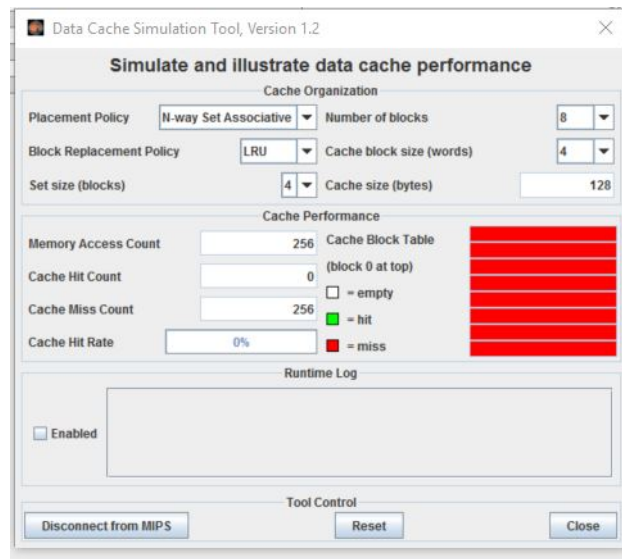 Data Cache Simulation Tool, Version 1.2
Simulate and illustrate data cache performance
Cache Organization
Placement Policy N-way Set Associative Number of blocks 8
Block Replacement Policy LRU Cache block size (words) 4
Set size (blocks) 4 Cache size (bytes) 128
Cache Performance
Memory Access Count 256 Cache Block Table
(block 0 at top)
Cache Hit Count 0
= empty
Cache Miss Count 256
= hit
Cache Hit Rate 0%
= miss
Runtime Log
Enabled
Tool Control
Disconnect from MIPS Reset Close